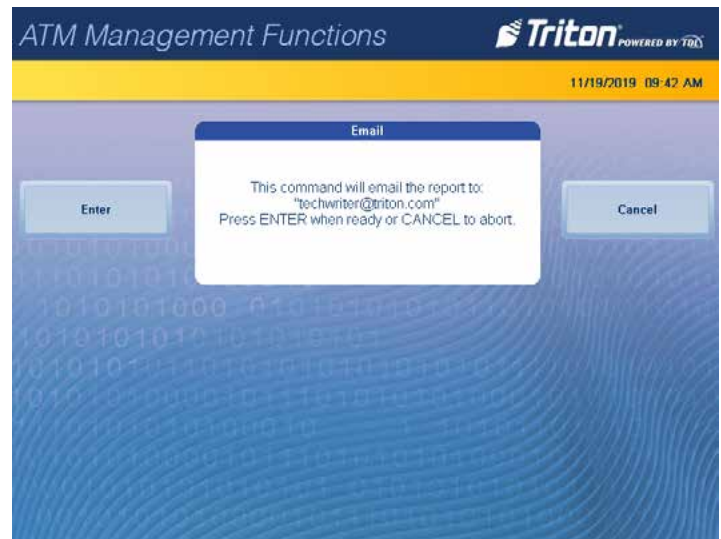 ATM Management Functions
Triton POWERED BY TDL
11/19/2019 09:42 AM
Email
This command will email the report to:
"techwriter@triton.com"
Press ENTER when ready or CANCEL to abort.
Enter
Cancel